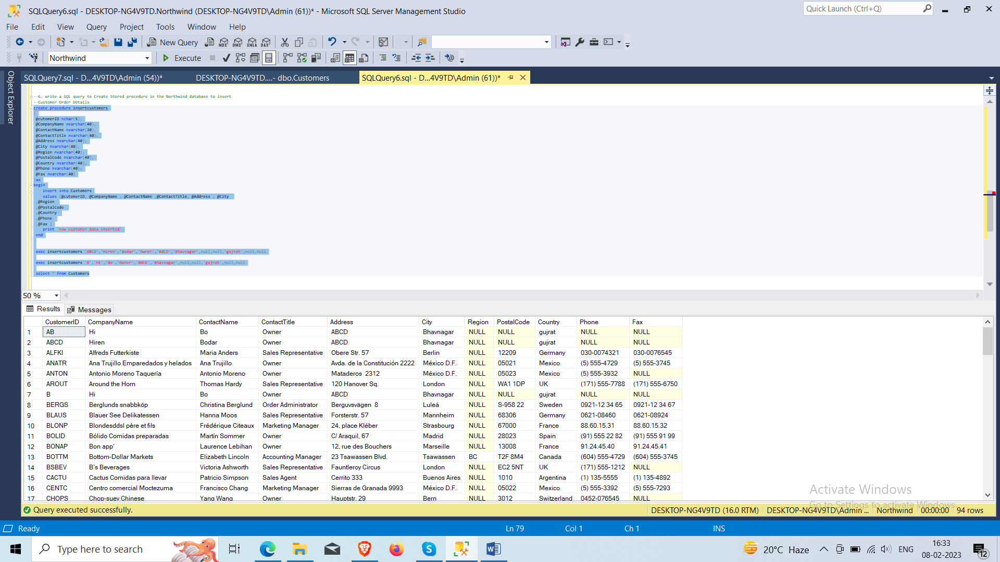 SQLQuery6.sql - DESKTOP-NG4V9TD.Northwind (DESKTOP-NG4V9TD\Admin (61))* - Microsoft SQL Server Management Studio
Quick Launch (Ctrl+Q)
File Edit View Query Project Tools Window Help
New Query MDX DMX XMLA DAX
Northwind Execute
Object Explorer
SQLQuery7.sql - D...4V9TD\Admin (54))* DESKTOP-NG4V9TD....- dbo.Customers SQLQuery6.sql - D...4V9TD\Admin (61))*
--6. write a SQL query to Create Stored procedure in the Northwind database to insert
--Customer Order Details
create procedure insertcustomers
(
@cutomerID nchar(5),
@CompanyName nvarchar(40),
@ContactName nvarchar(30),
@ContactTitle nvarchar(40),
@Address nvarchar(40),
@City nvarchar(40),
@Region nvarchar(40),
@PostalCode nvarchar(40),
@Country nvarchar(40),
@Phone nvarchar(40),
@Fax nvarchar(40)
)as
begin
insert into Customers
values (@cutomerID, @CompanyName , @ContactName ,@ContactTitle, @Address , @City
,@Region
,@PostalCode
,@Country
,@Phone
,@Fax )
print 'new customer data inserted'
end
exec insertcustomers 'ABCD','Hiren','Bodar','Owner','ABCD','Bhavnagar',null,null,'gujrat',null,null
exec insertcustomers 'B','Hi','Bo','Owner','ABCD','Bhavnagar',null,null,'gujrat',null,null
select * from Customers
50 %
Results Messages
CustomerID CompanyName ContactName ContactTitle Address City Region PostalCode Country Phone Fax
1 AB Hi Bo Owner ABCD Bhavnagar NULL NULL gujrat NULL NULL
2 ABCD Hiren Bodar Owner ABCD Bhavnagar NULL NULL gujrat NULL NULL
3 ALFKI Alfreds Futterkiste Maria Anders Sales Representative Obere Str. 57 Berlin NULL 12209 Germany 030-0074321 030-0076545
4 ANATR Ana Trujillo Emparedados y helados Ana Trujillo Owner Avda. de la Constitución 2222 México D.F. NULL 05021 Mexico (5) 555-4729 (5) 555-3745
5 ANTON Antonio Moreno Taquería Antonio Moreno Owner Mataderos 2312 México D.F. NULL 05023 Mexico (5) 555-3932 NULL
6 AROUT Around the Horn Thomas Hardy Sales Representative 120 Hanover Sq. London NULL WA1 1DP UK (171) 555-7788 (171) 555-6750
7 B Hi Bo Owner ABCD Bhavnagar NULL NULL gujrat NULL NULL
8 BERGS Berglunds snabbköp Christina Berglund Order Administrator Berguvsvägen 8 Luleå NULL S-958 22 Sweden 0921-12 34 65 0921-12 34 67
9 BLAUS Blauer See Delikatessen Hanna Moos Sales Representative Forsterstr. 57 Mannheim NULL 68306 Germany 0621-08460 0621-08924
10 BLONP Blondesddsl père et fils Frédérique Citeaux Marketing Manager 24, place Kléber Strasbourg NULL 67000 France 88.60.15.31 88.60.15.32
11 BOLID Bólido Comidas preparadas Martín Sommer Owner C/ Araquil, 67 Madrid NULL 28023 Spain (91) 555 22 82 (91) 555 91 99
12 BONAP Bon app' Laurence Lebihan Owner 12, rue des Bouchers Marseille NULL 13008 France 91.24.45.40 91.24.45.41
13 BOTTM Bottom-Dollar Markets Elizabeth Lincoln Accounting Manager 23 Tsawassen Blvd. Tsawassen BC T2F 8M4 Canada (604) 555-4729 (604) 555-3745
14 BSBEV B's Beverages Victoria Ashworth Sales Representative Fauntleroy Circus London NULL EC2 5NT UK (171) 555-1212 NULL
15 CACTU Cactus Comidas para llevar Patricio Simpson Sales Agent Cerrito 333 Buenos Aires NULL 1010 Argentina (1) 135-5555 (1) 135-4892
16 CENTC Centro comercial Moctezuma Francisco Chang Marketing Manager Sierras de Granada 9993 México D.F. NULL 05022 Mexico (5) 555-3392 (5) 555-7293
17 CHOPS Chop-suey Chinese Yang Wang Owner Hauptstr. 29 Bern NULL 3012 Switzerland 0452-076545 NULL
Activate Windows
Go to Settings to activate Windows.
Query executed successfully. DESKTOP-NG4V9TD (16.0 RTM) DESKTOP-NG4V9TD\Admin ... Northwind 00:00:00 94 rows
Ready Ln 79 Col 1 Ch 1 INS
Type here to search 20°C Haze ENG 16:33
08-02-2023 12